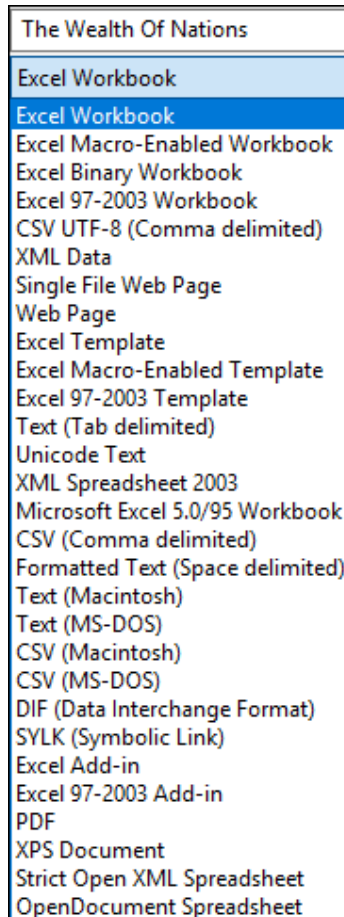 The Wealth Of Nations
Excel Workbook
Excel Workbook
Excel Macro-Enabled Workbook
Excel Binary Workbook
Excel 97-2003 Workbook
CSV UTF-8 (Comma delimited)
XML Data
Single File Web Page
Web Page
Excel Template
Excel Macro-Enabled Template
Excel 97-2003 Template
Text (Tab delimited)
Unicode Text
XML Spreadsheet 2003
Microsoft Excel 5.0/95 Workbook
CSV (Comma delimited)
Formatted Text (Space delimited)
Text (Macintosh)
Text (MS-DOS)
CSV (Macintosh)
CSV (MS-DOS)
DIF (Data Interchange Format)
SYLK (Symbolic Link)
Excel Add-in
Excel 97-2003 Add-in
PDF
XPS Document
Strict Open XML Spreadsheet
OpenDocument Spreadsheet